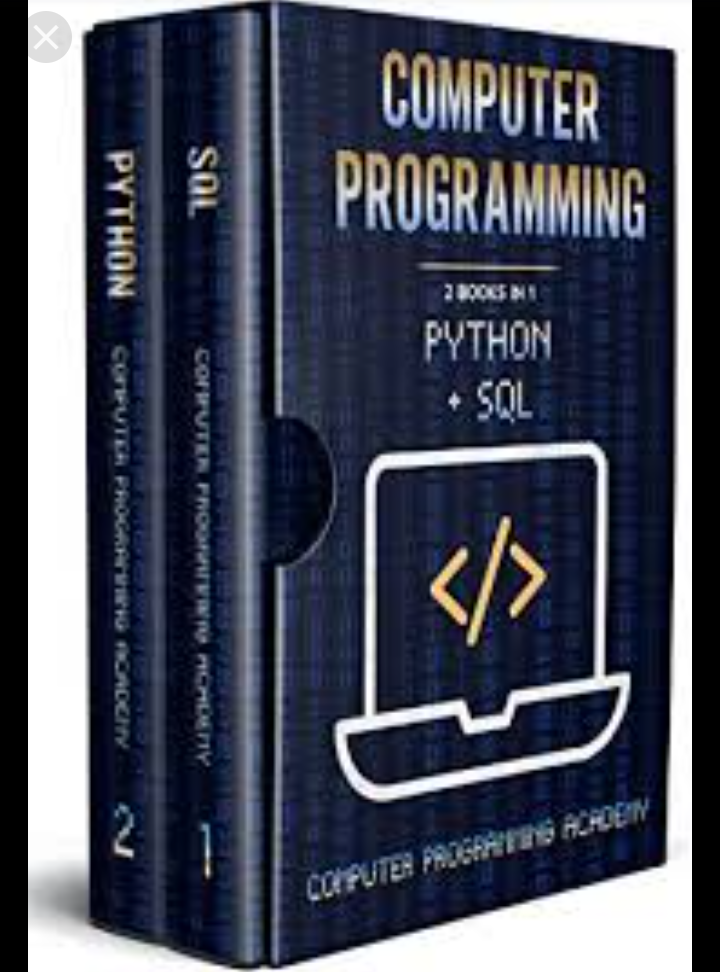 COMPUTER
PROGRAMMING
2 BOOKS IN 1
PYTHON
+ SQL
</>
COMPUTER PROGRAMMING ACADEMY
SQL
COMPUTER PROGRAMMING ACADEMY
1
PYTHON
COMPUTER PROGRAMMING ACADEMY
2